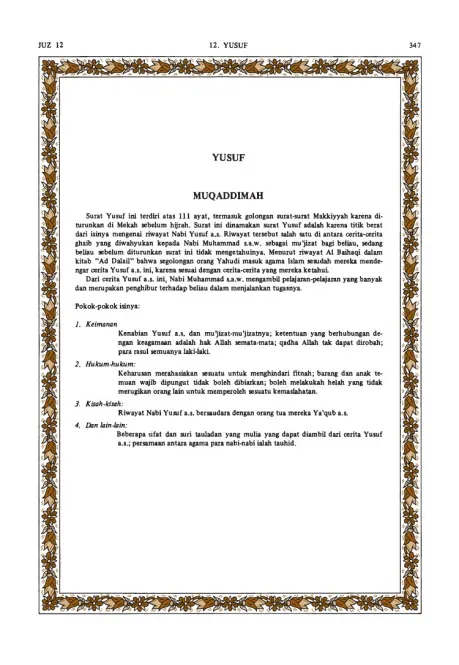 JUZ 12
12. YUSUF
347
YUSUF
MUQADDIMAH
Surat Yusuf ini terdiri atas 111 ayat, termasuk golongan surat-surat Makkiyyah karena di-
turunkan di Mekah sebelum hijrah. Surat ini dinamakan surat Yusuf adalah karena titik berat
dari isinya mengenai riwayat Nabi Yusuf a.s. Riwayat tersebut salah satu di antara cerita-cerita
ghaib yang diwahyukan kepada Nabi Muhammad s.a.w. sebagai mu'jizat bagi beliau, sedang
beliau sebelum diturunkan surat ini tidak mengetahuinya. Menurut riwayat Al Baihaqi dalam
kitab "Ad Dalail" bahwa segolongan orang Yahudi masuk agama Islam sesudah mereka mende-
ngar cerita Yusuf a.s. ini, karena sesuai dengan cerita-cerita yang mereka ketahui.
Dari cerita Yusuf a.s. ini, Nabi Muhammad s.a.w. mengambil pelajaran-pelajaran yang banyak
dan merupakan penghibur terhadap beliau dalam menjalankan tugasnya.
Pokok-pokok isinya:
1. Keimanan
Kenabian Yusuf a.s. dan mu'jizat-mu'jizatnya; ketentuan yang berhubungan de-
ngan keagamaan adalah hak Allah semata-mata; qadha Allah tak dapat dirobah;
para rasul semuanya laki-laki.
2. Hukum-hukum:
Keharusan merahasiakan sesuatu untuk menghindari fitnah; barang dan anak te-
muan wajib dipungut tidak boleh dibiarkan; boleh melakukah helah yang tidak
merugikan orang lain untuk memperoleh sesuatu kemaslahatan.
3. Kisah-kisah:
Riwayat Nabi Yusuf a.s. bersaudara dengan orang tua mereka Ya'qub a.s.
4. Dan lain-lain:
Beberapa sifat dan suri tauladan yang mulia yang dapat diambil dari cerita Yusuf
a.s.; persamaan antara agama para nabi-nabi ialah tauhid.